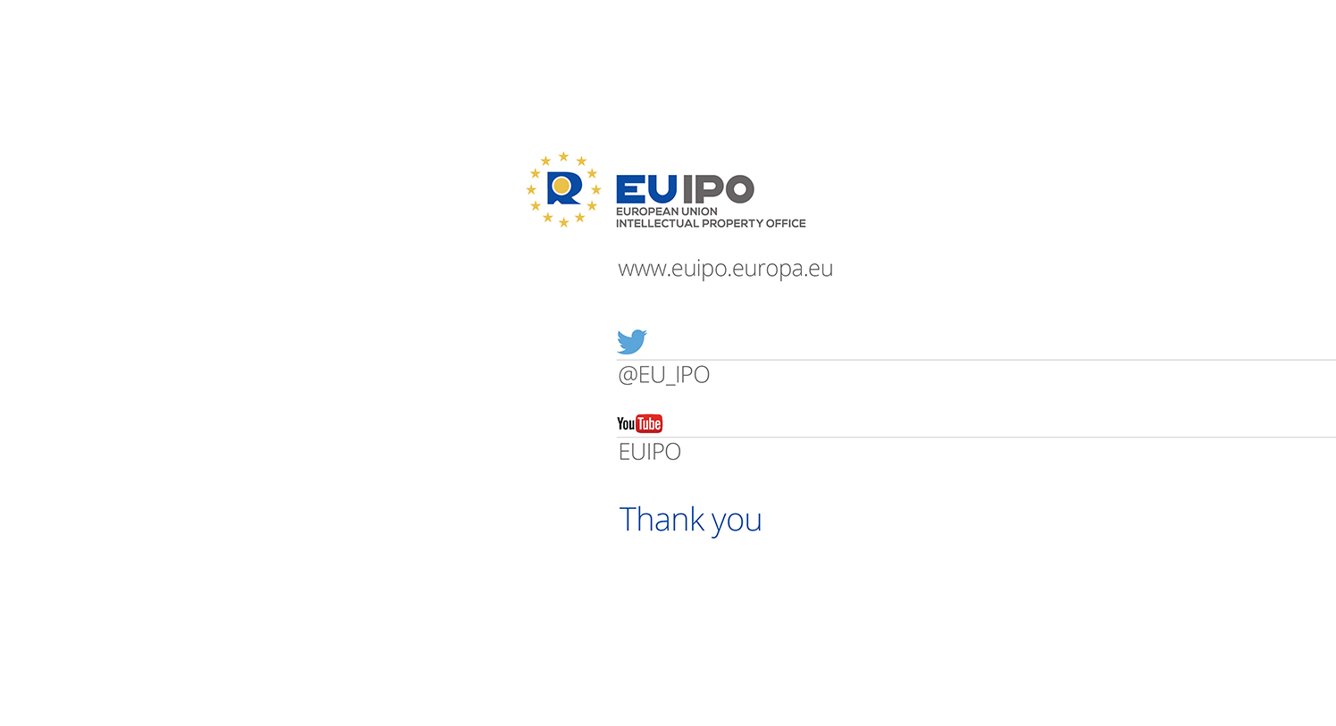 EUIPO
EUROPEAN UNION
INTELLECTUAL PROPERTY OFFICE
www.euipo.europa.eu
@EU_IPO
YouTube
EUIPO
Thank you